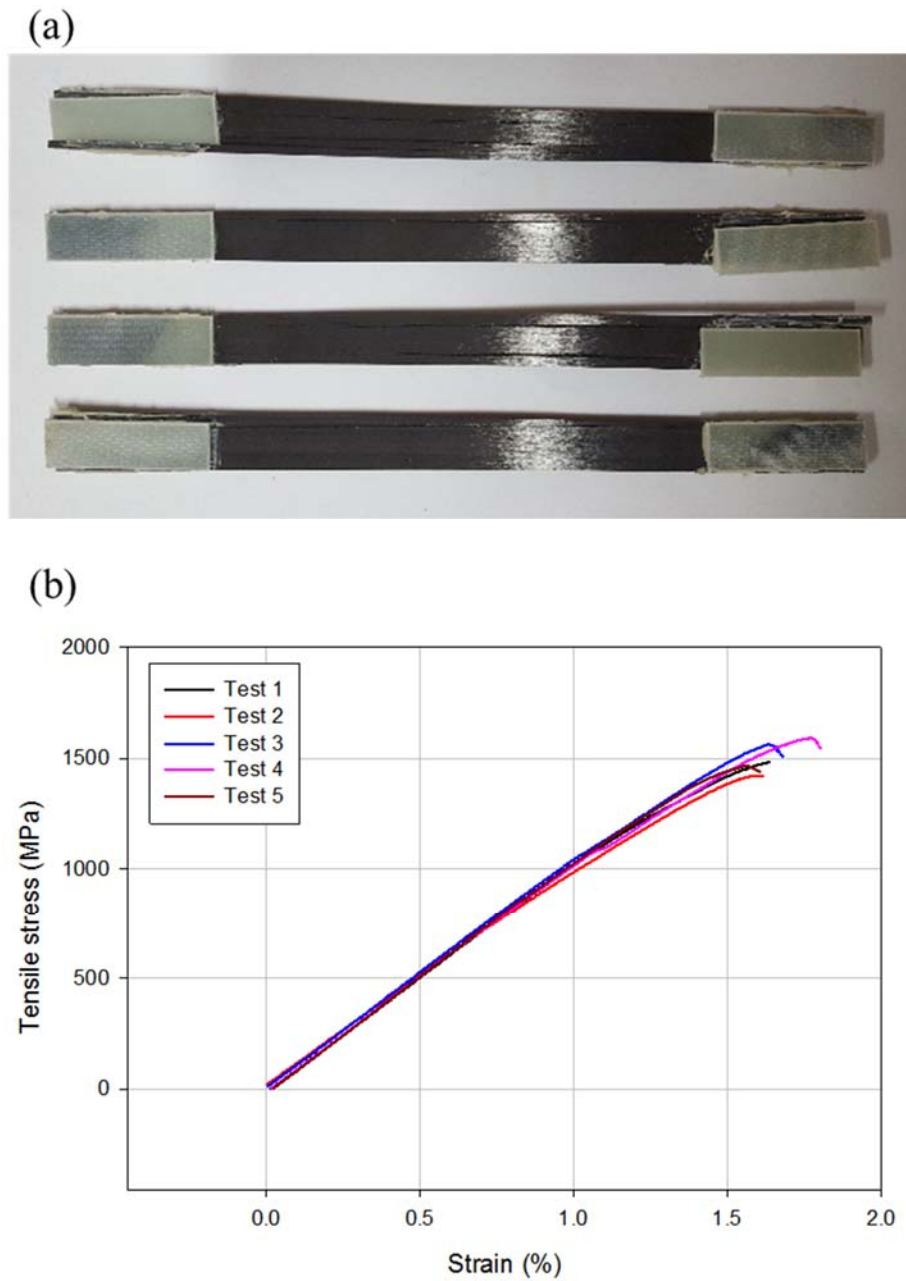 (a)
(b)
2000
1500
1000
500
0
Tensile stress (MPa)
Test 1
Test 2
Test 3
Test 4
Test 5
0.0 0.5 1.0 1.5 2.0
Strain (%)